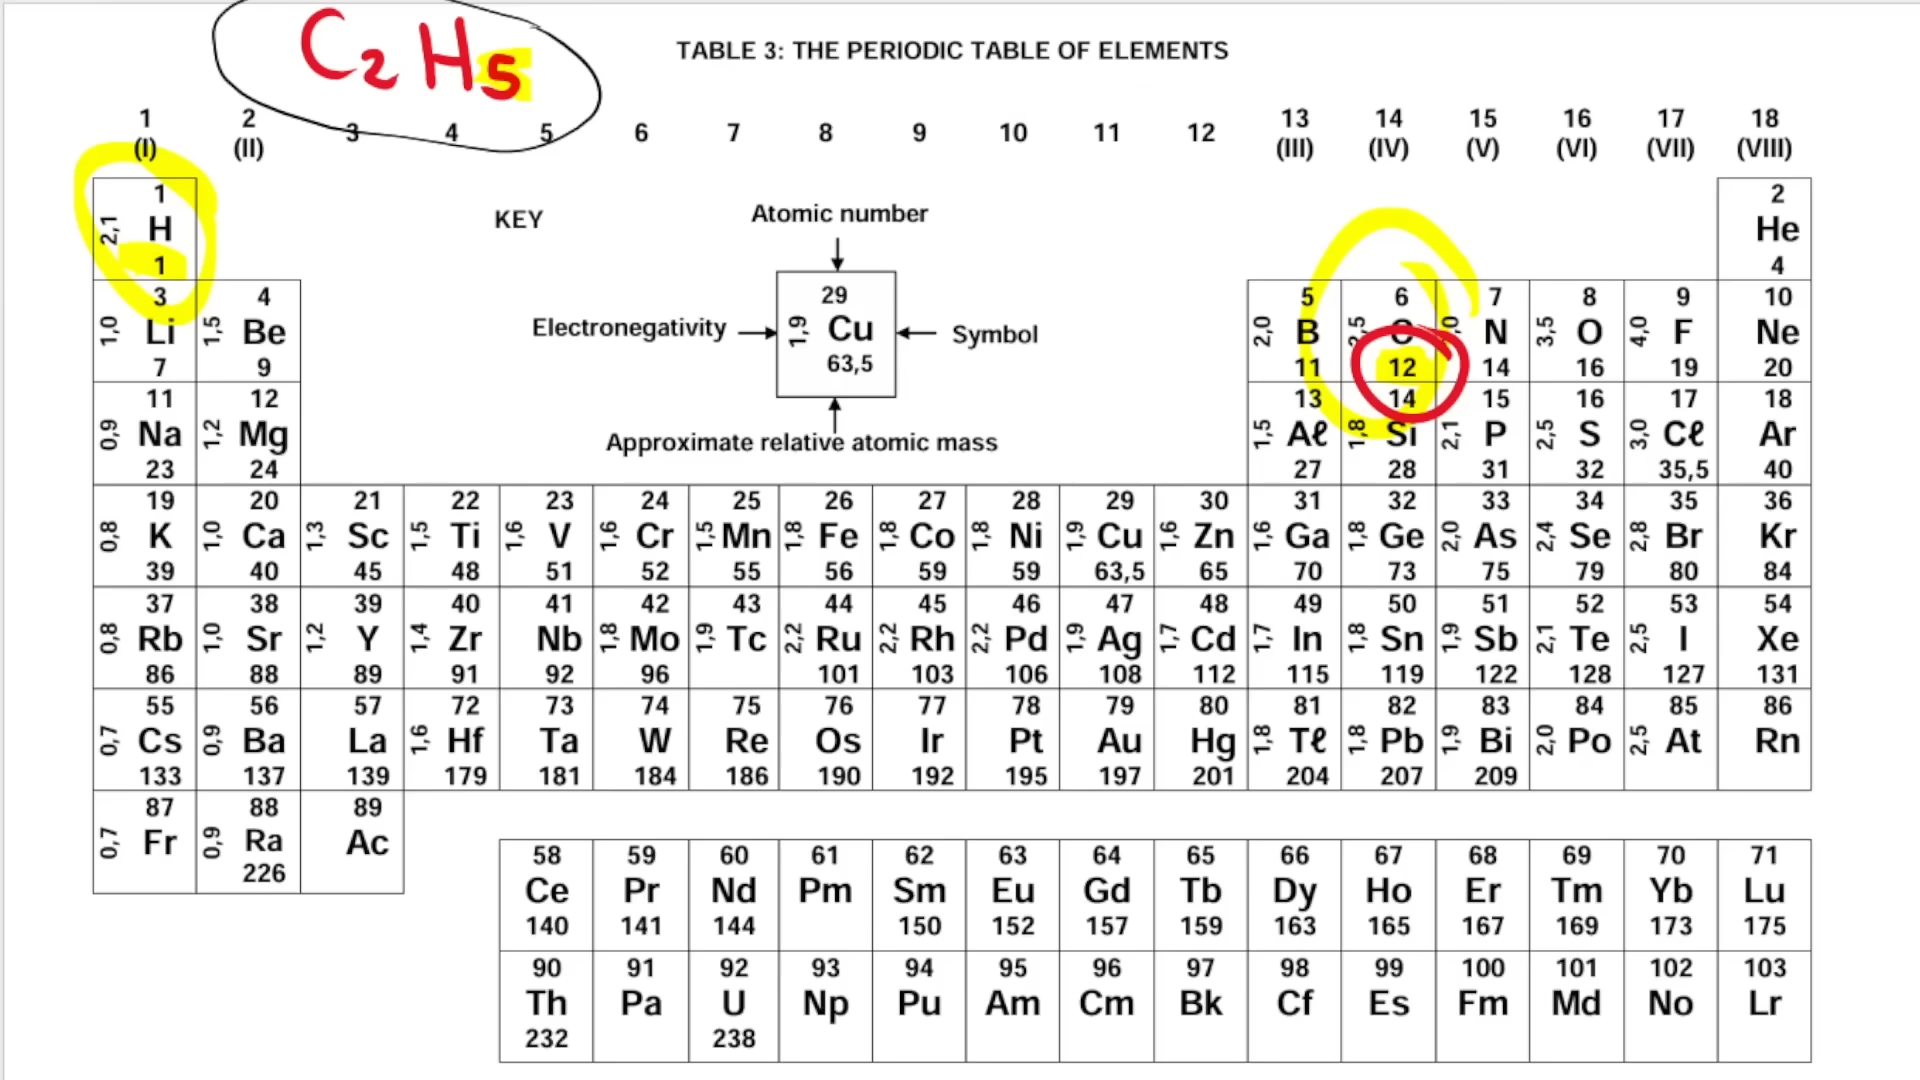 C2H5
TABLE 3: THE PERIODIC TABLE OF ELEMENTS
1 2 3 4 5 6 7 8 9 10 11 12 13 14 15 16 17 18
(I) (II) (III) (IV) (V) (VI) (VII) (VIII)
1 2
2,1 H KEY Atomic number He
1 4
3 4 29 5 6 7 8 9 10
1,0 Li 1,5 Be Electronegativity 1,9 Cu Symbol 2,0 B 2,5 C N 3,5 O 4,0 F Ne
7 9 63,5 11 12 14 16 19 20
11 12 13 14 15 16 17 18
0,9 Na 1,2 Mg Approximate relative atomic mass 1,5 Aℓ 1,8 Si 2,1 P 2,5 S 3,0 Cℓ Ar
23 24 27 28 31 32 35,5 40
19 20 21 22 23 24 25 26 27 28 29 30 31 32 33 34 35 36
0,8 K 1,0 Ca 1,3 Sc 1,5 Ti 1,6 V 1,6 Cr 1,5 Mn 1,8 Fe 1,8 Co 1,8 Ni 1,9 Cu 1,6 Zn 1,6 Ga 1,8 Ge 2,0 As 2,4 Se 2,8 Br Kr
39 40 45 48 51 52 55 56 59 59 63,5 65 70 73 75 79 80 84
37 38 39 40 41 42 43 44 45 46 47 48 49 50 51 52 53 54
0,8 Rb 1,0 Sr 1,2 Y 1,4 Zr Nb 1,8 Mo 1,9 Tc 2,2 Ru 2,2 Rh 2,2 Pd 1,9 Ag 1,7 Cd 1,7 In 1,8 Sn 1,9 Sb 2,1 Te 2,5 I Xe
86 88 89 91 92 96 101 103 106 108 112 115 119 122 128 127 131
55 56 57 72 73 74 75 76 77 78 79 80 81 82 83 84 85 86
0,7 Cs 0,9 Ba La 1,6 Hf Ta W Re Os Ir Pt Au Hg 1,8 Tℓ 1,8 Pb 1,9 Bi 2,0 Po 2,5 At Rn
133 137 139 179 181 184 186 190 192 195 197 201 204 207 209
87 88 89
0,7 Fr 0,9 Ra Ac
226
58 59 60 61 62 63 64 65 66 67 68 69 70 71
Ce Pr Nd Pm Sm Eu Gd Tb Dy Ho Er Tm Yb Lu
140 141 144 150 152 157 159 163 165 167 169 173 175
90 91 92 93 94 95 96 97 98 99 100 101 102 103
Th Pa U Np Pu Am Cm Bk Cf Es Fm Md No Lr
232 238